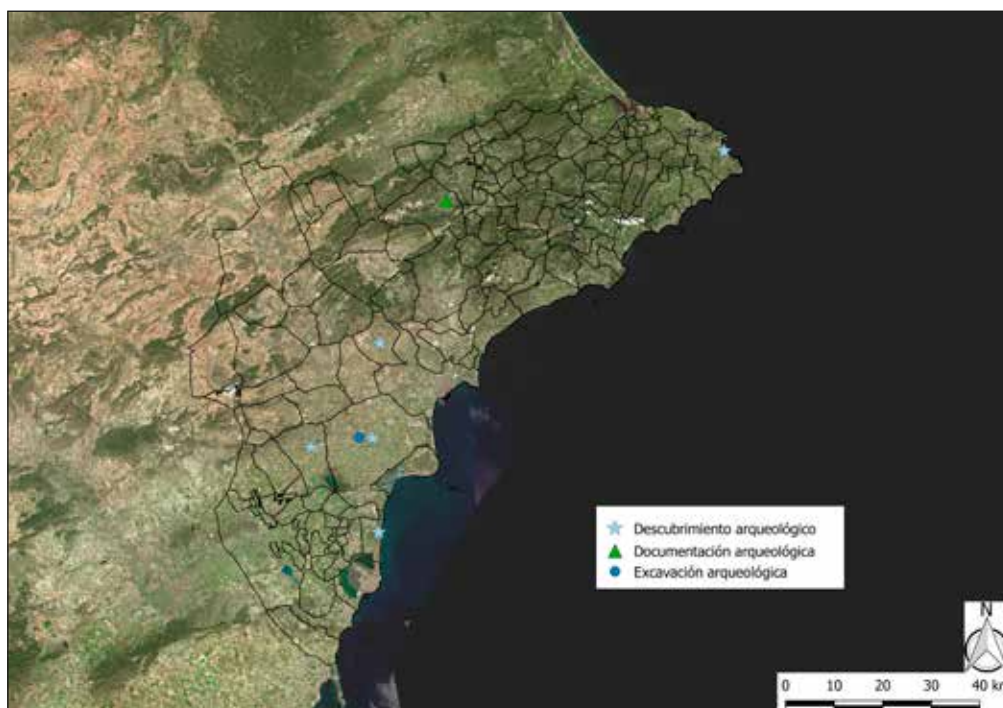 Descubrimiento arqueológico
Documentación arqueológica
Excavación arqueológica
N
0 10 20 30 40 km